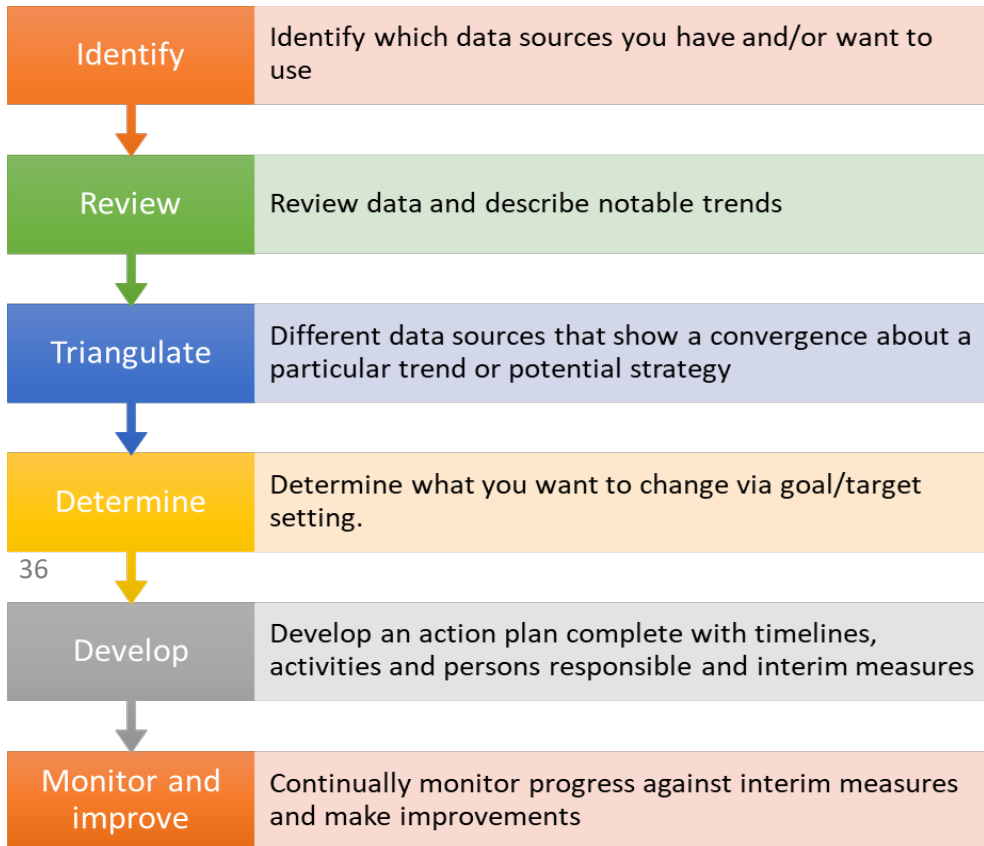 Identify
Identify which data sources you have and/or want to
use
Review
Review data and describe notable trends
Triangulate
Different data sources that show a convergence about a
particular trend or potential strategy
Determine
Determine what you want to change via goal/target
setting.
36
Develop
Develop an action plan complete with timelines,
activities and persons responsible and interim measures
Monitor and
improve
Continually monitor progress against interim measures
and make improvements